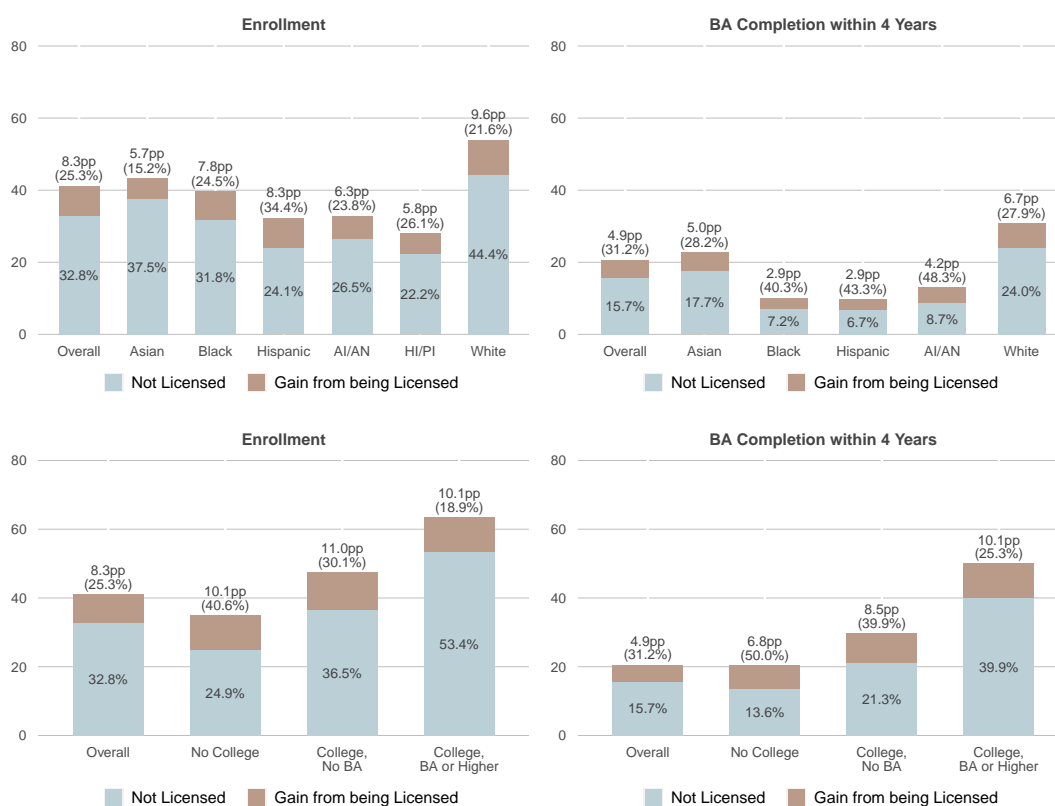 Enrollment
80
60
40
20
0
8.3pp
(25.3%)
5.7pp
(15.2%)
7.8pp
(24.5%)
8.3pp
(34.4%)
6.3pp
(23.8%)
5.8pp
(26.1%)
9.6pp
(21.6%)
32.8%
37.5%
31.8%
24.1%
26.5%
22.2%
44.4%
Overall Asian Black Hispanic AI/AN HI/PI White
Not Licensed Gain from being Licensed
BA Completion within 4 Years
80
60
40
20
0
4.9pp
(31.2%)
5.0pp
(28.2%)
2.9pp
(40.3%)
2.9pp
(43.3%)
4.2pp
(48.3%)
6.7pp
(27.9%)
15.7%
17.7%
7.2%
6.7%
8.7%
24.0%
Overall Asian Black Hispanic AI/AN White
Not Licensed Gain from being Licensed
Enrollment
80
60
40
20
0
8.3pp
(25.3%)
10.1pp
(40.6%)
11.0pp
(30.1%)
10.1pp
(18.9%)
32.8%
24.9%
36.5%
53.4%
Overall No College College, College,
No BA BA or Higher
Not Licensed Gain from being Licensed
BA Completion within 4 Years
80
60
40
20
0
4.9pp
(31.2%)
6.8pp
(50.0%)
8.5pp
(39.9%)
10.1pp
(25.3%)
15.7%
13.6%
21.3%
39.9%
Overall No College College, College,
No BA BA or Higher
Not Licensed Gain from being Licensed